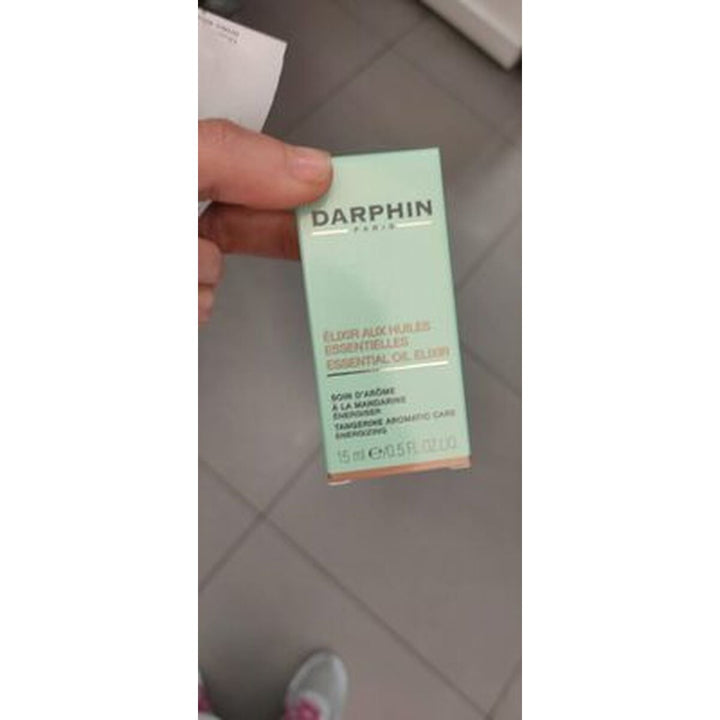 DARPHIN
PARIS
ÉLIXIR AUX HUILES
ESSENTIELLES
ESSENTIAL OIL ELIXIR
SOIN D'ARÔME
À LA MANDARINE
ÉNERGISER
TANGERINE AROMATIC CARE
ENERGIZING
15 ml ℮/0.5 FL.OZ.LIQ.